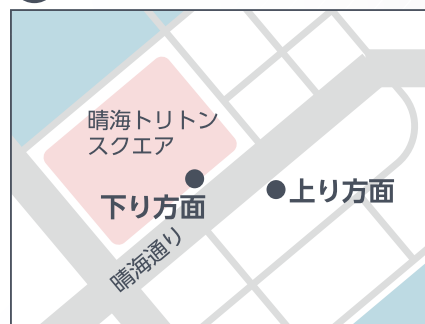 晴海トリトン
スクエア
下り方面
上り方面
晴海通り